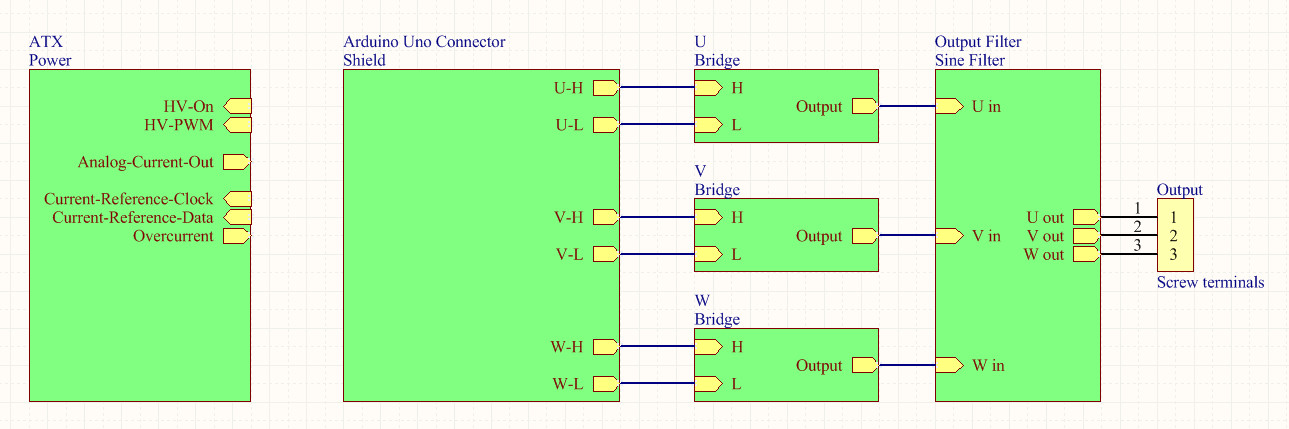 ATX
Power
HV-On
HV-PWM
Analog-Current-Out
Current-Reference-Clock
Current-Reference-Data
Overcurrent
Arduino Uno Connector
Shield
U-H
U-L
V-H
V-L
W-H
W-L
U
Bridge
H
L
Output
V
Bridge
H
L
Output
W
Bridge
H
L
Output
Output Filter
Sine Filter
U in
V in
W in
U out
V out
W out
1
2
3
Output
1
2
3
Screw terminals